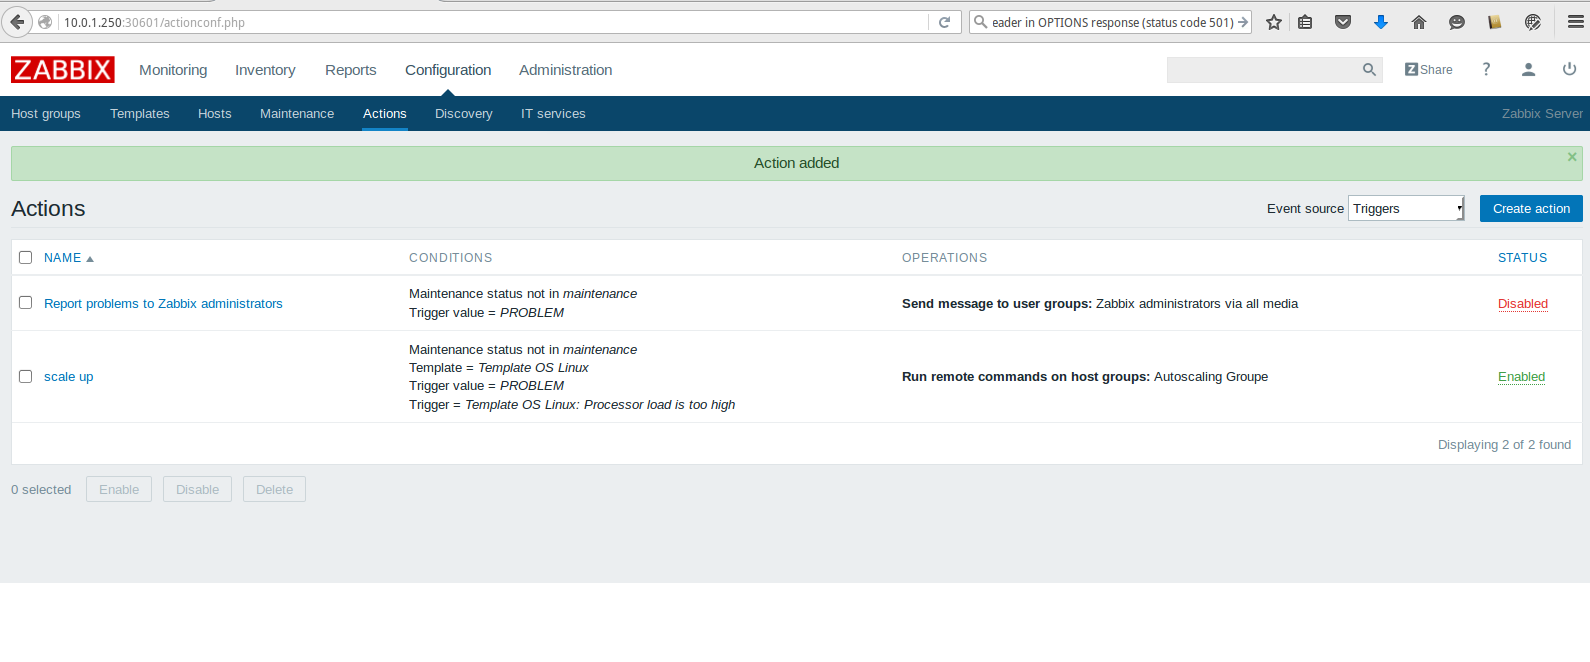 10.0.1.250:30601/actionconf.php
eader in OPTIONS response (status code 501)
ZABBIX
Monitoring Inventory Reports Configuration Administration
Z Share ?
Host groups Templates Hosts Maintenance Actions Discovery IT services Zabbix Server
Action added ×
Actions
Event source Triggers Create action
NAME CONDITIONS OPERATIONS STATUS
Report problems to Zabbix administrators
Maintenance status not in maintenance
Trigger value = PROBLEM
Send message to user groups: Zabbix administrators via all media
Disabled
scale up
Maintenance status not in maintenance
Template = Template OS Linux
Trigger value = PROBLEM
Trigger = Template OS Linux: Processor load is too high
Run remote commands on host groups: Autoscaling Groupe
Enabled
Displaying 2 of 2 found
0 selected Enable Disable Delete